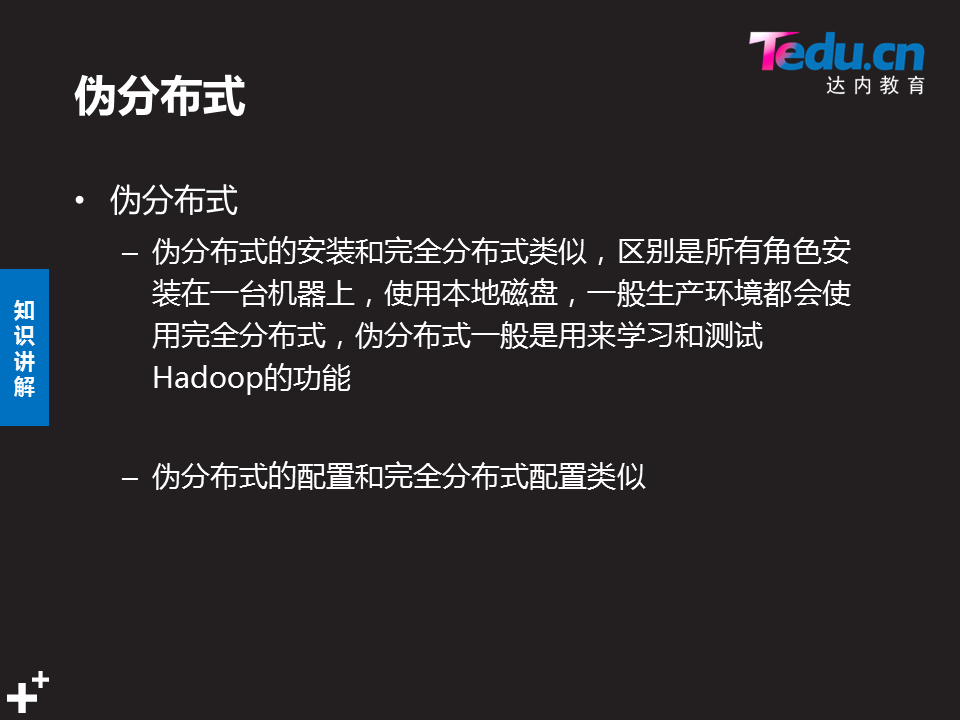 Tedu.cn
达内教育
伪分布式
• 伪分布式
– 伪分布式的安装和完全分布式类似，区别是所有角色安
装在一台机器上，使用本地磁盘，一般生产环境都会使
用完全分布式，伪分布式一般是用来学习和测试
Hadoop的功能
– 伪分布式的配置和完全分布式配置类似
知
识
讲
解